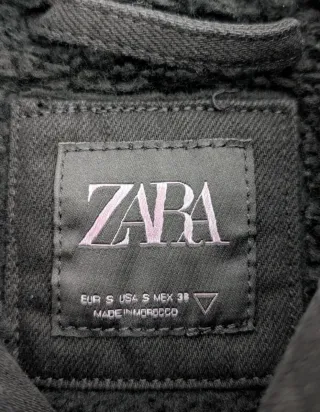 ZARA
EUR S USA S MEX 38
MADE IN MOROCCO